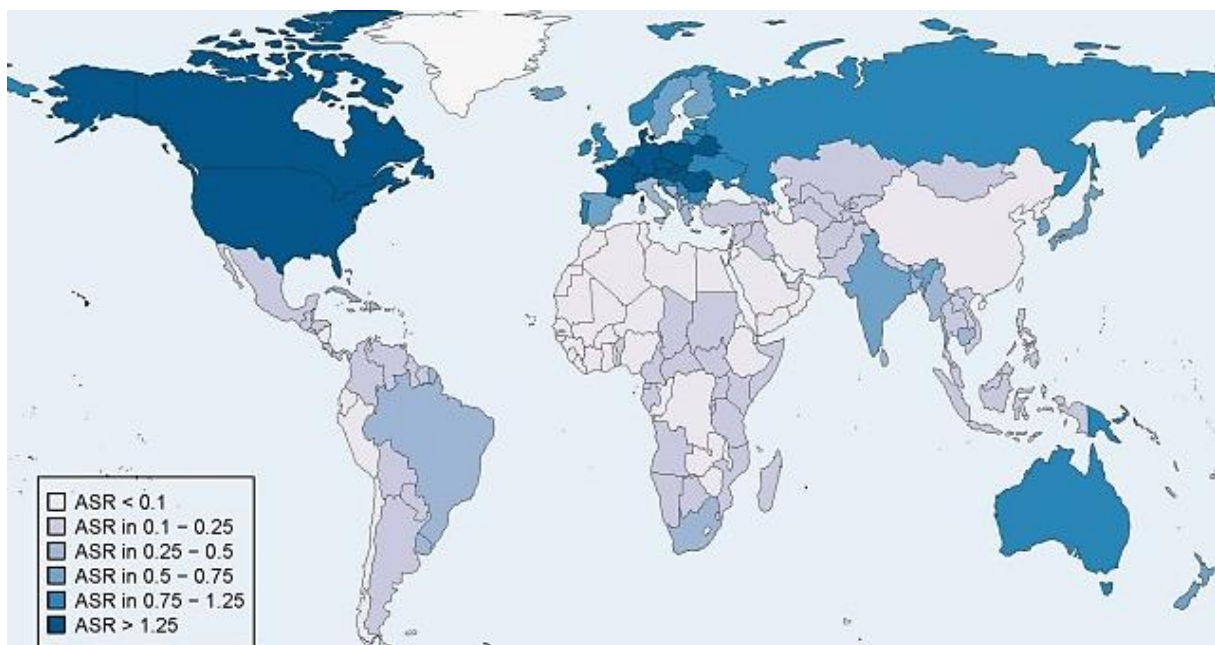 ASR < 0.1
ASR in 0.1 − 0.25
ASR in 0.25 − 0.5
ASR in 0.5 − 0.75
ASR in 0.75 − 1.25
ASR > 1.25